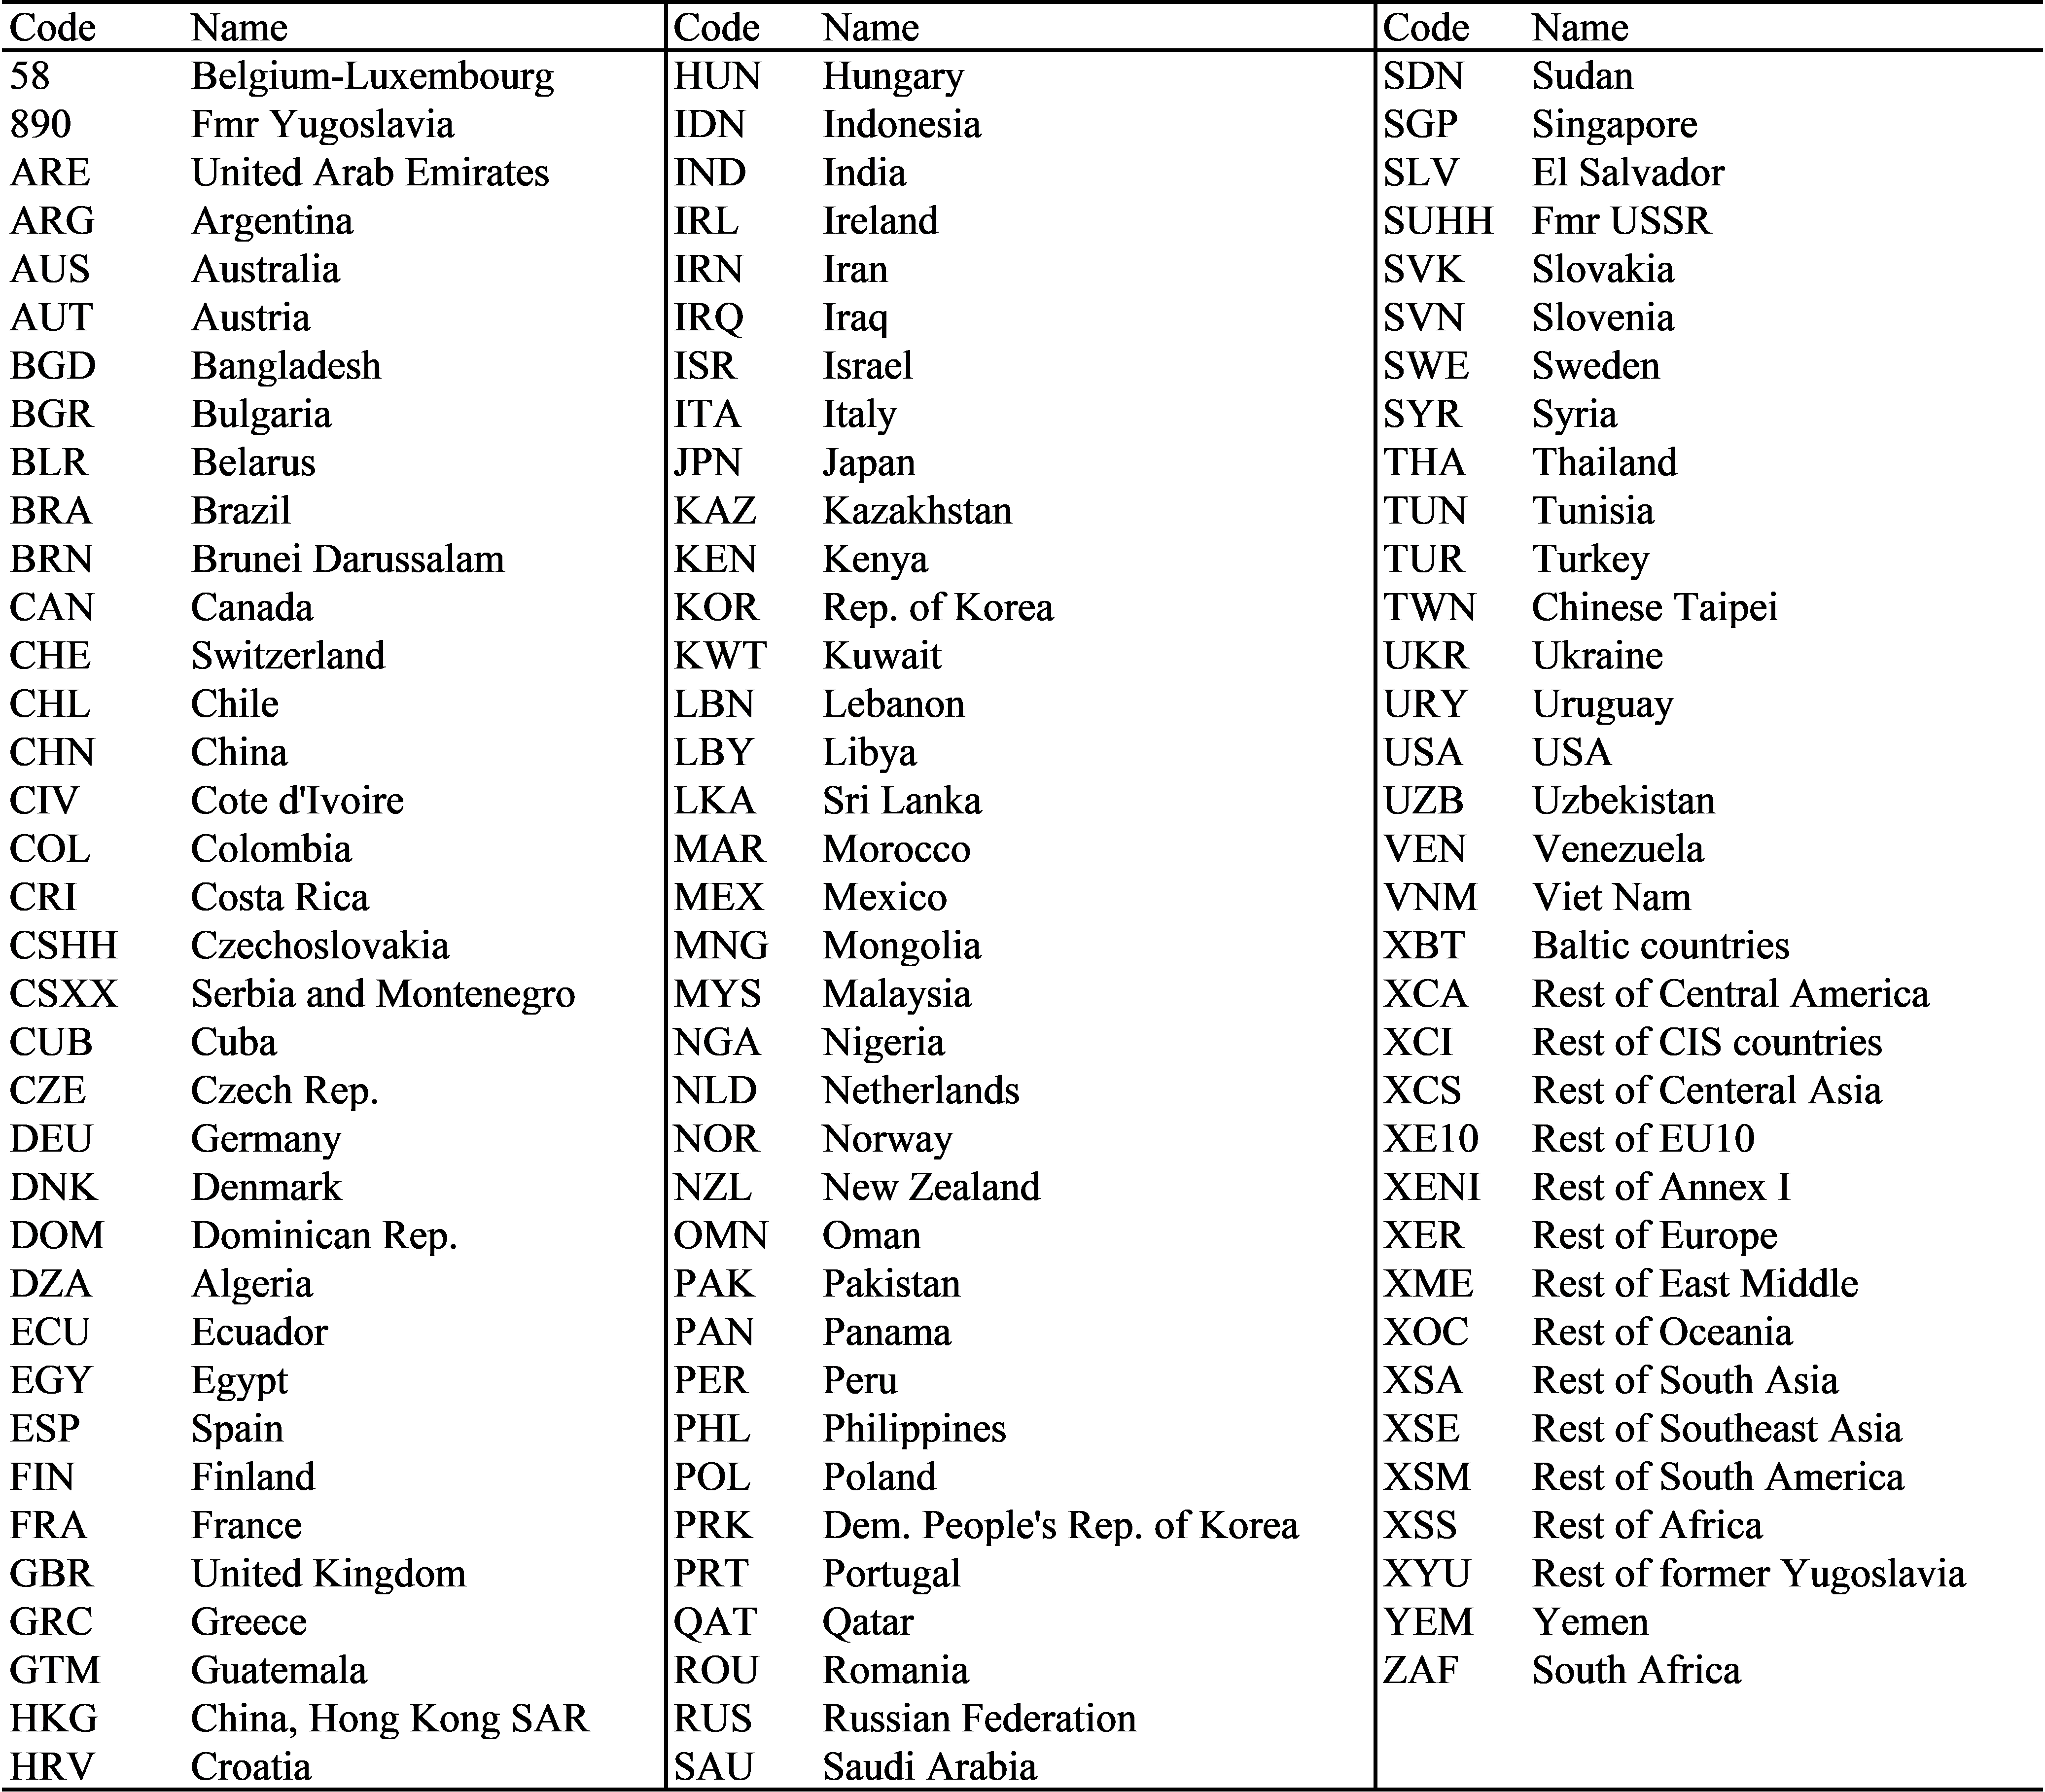 Code Name Code Name Code Name
58 Belgium-Luxembourg HUN Hungary SDN Sudan
890 Fmr Yugoslavia IDN Indonesia SGP Singapore
ARE United Arab Emirates IND India SLV El Salvador
ARG Argentina IRL Ireland SUHH Fmr USSR
AUS Australia IRN Iran SVK Slovakia
AUT Austria IRQ Iraq SVN Slovenia
BGD Bangladesh ISR Israel SWE Sweden
BGR Bulgaria ITA Italy SYR Syria
BLR Belarus JPN Japan THA Thailand
BRA Brazil KAZ Kazakhstan TUN Tunisia
BRN Brunei Darussalam KEN Kenya TUR Turkey
CAN Canada KOR Rep. of Korea TWN Chinese Taipei
CHE Switzerland KWT Kuwait UKR Ukraine
CHL Chile LBN Lebanon URY Uruguay
CHN China LBY Libya USA USA
CIV Cote d'Ivoire LKA Sri Lanka UZB Uzbekistan
COL Colombia MAR Morocco VEN Venezuela
CRI Costa Rica MEX Mexico VNM Viet Nam
CSHH Czechoslovakia MNG Mongolia XBT Baltic countries
CSXX Serbia and Montenegro MYS Malaysia XCA Rest of Central America
CUB Cuba NGA Nigeria XCI Rest of CIS countries
CZE Czech Rep. NLD Netherlands XCS Rest of Centeral Asia
DEU Germany NOR Norway XE10 Rest of EU10
DNK Denmark NZL New Zealand XENI Rest of Annex I
DOM Dominican Rep. OMN Oman XER Rest of Europe
DZA Algeria PAK Pakistan XME Rest of East Middle
ECU Ecuador PAN Panama XOC Rest of Oceania
EGY Egypt PER Peru XSA Rest of South Asia
ESP Spain PHL Philippines XSE Rest of Southeast Asia
FIN Finland POL Poland XSM Rest of South America
FRA France PRK Dem. People's Rep. of Korea XSS Rest of Africa
GBR United Kingdom PRT Portugal XYU Rest of former Yugoslavia
GRC Greece QAT Qatar YEM Yemen
GTM Guatemala ROU Romania ZAF South Africa
HKG China, Hong Kong SAR RUS Russian Federation
HRV Croatia SAU Saudi Arabia